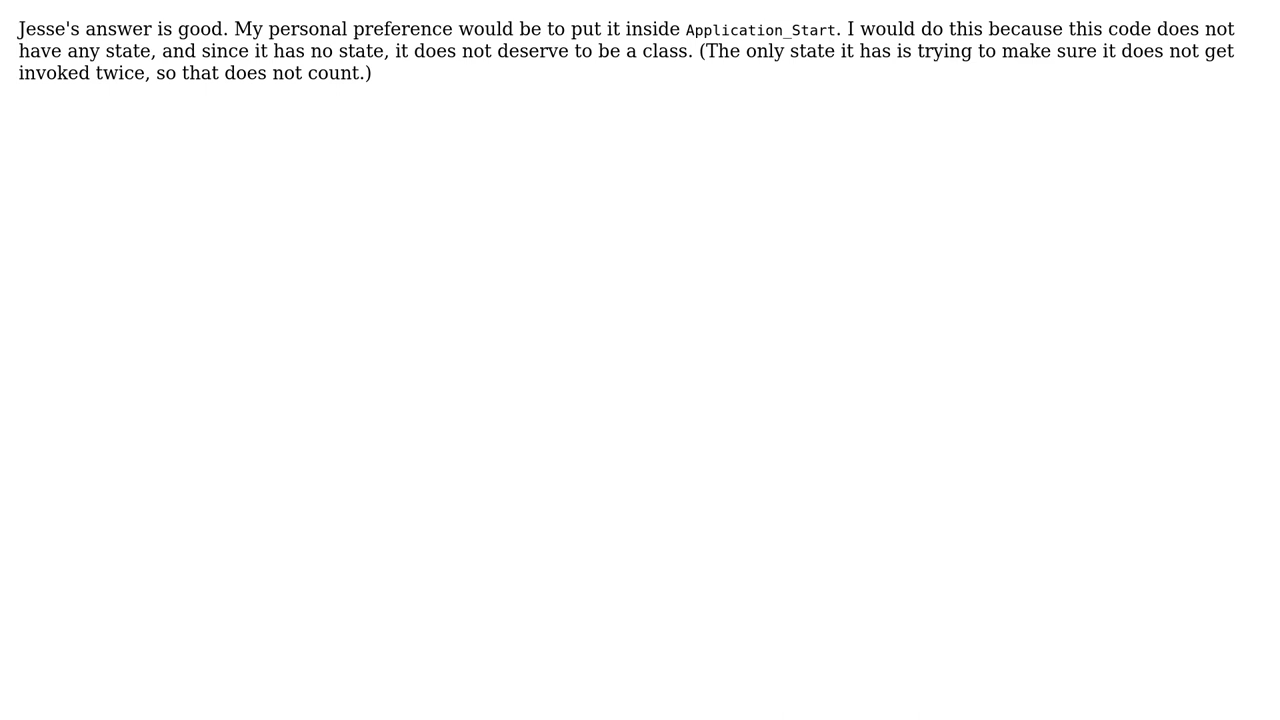 Jesse's answer is good. My personal preference would be to put it inside Application_Start. I would do this because this code does not
have any state, and since it has no state, it does not deserve to be a class. (The only state it has is trying to make sure it does not get
invoked twice, so that does not count.)